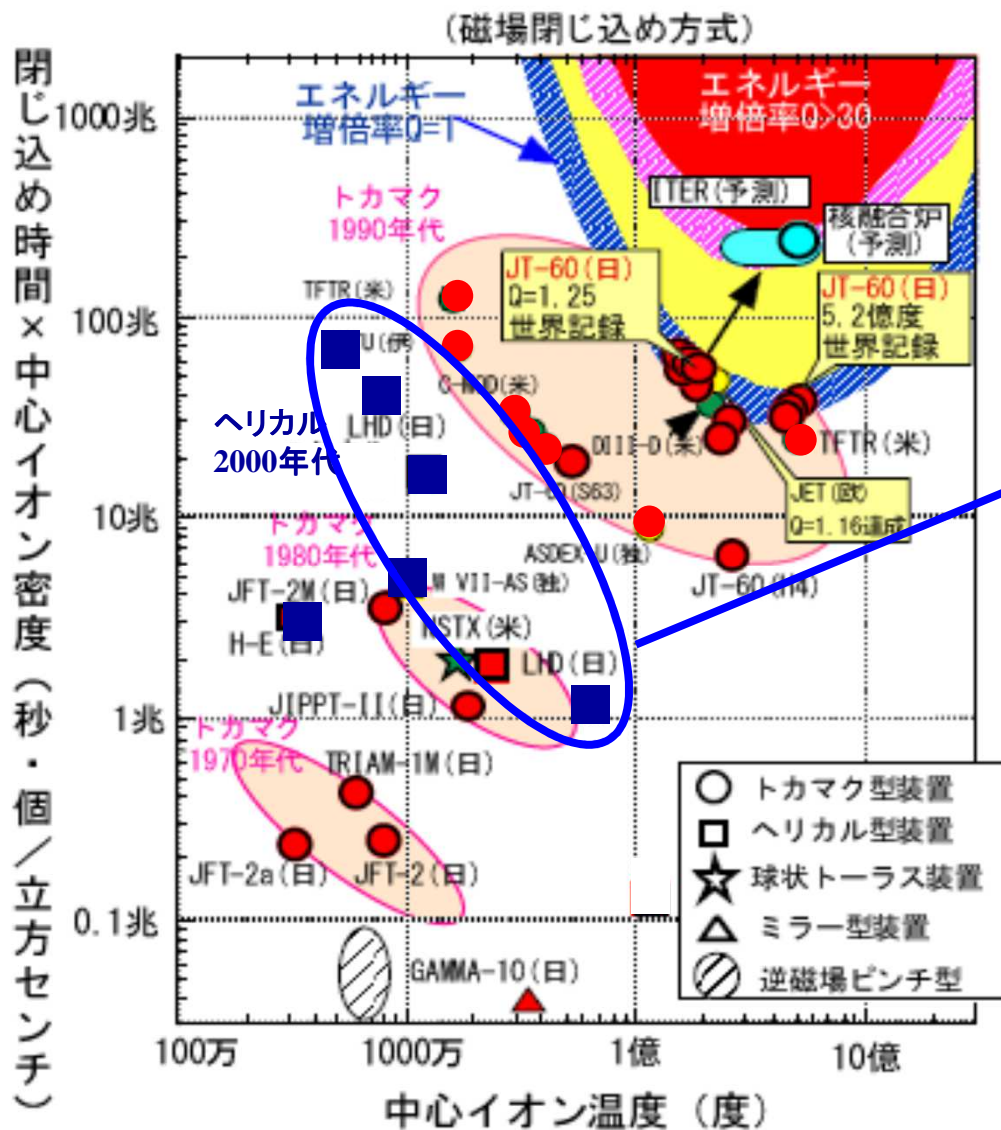 (磁場閉じ込め方式)
閉じ込め時間×中心イオン密度(秒・個/立方センチ)
1000兆
100兆
10兆
1兆
0.1兆
エネルギー
増倍率Q=1
エネルギー
増倍率Q>30
トカマク
1990年代
ITER(予測)
核融合炉
(予測)
JT-60(日)
Q=1.25
世界記録
JT-60(日)
5.2億度
世界記録
TFTR(米)
U(伊)
C-MOD(米)
LHD(日)
ヘリカル
2000年代
DIII-D(米)
TFTR(米)
JT-60(S63)
JET(欧)
Q=1.16達成
ASDEX-U(独)
JT-60(H4)
トカマク
1980年代
JFT-2M(日)
W VII-AS(独)
H-E(日)
NSTX(米)
LHD(日)
JIPPT-II(日)
トカマク
1970年代
TRIAM-1M(日)
JFT-2a(日)
JFT-2(日)
GAMMA-10(日)
トカマク型装置
ヘリカル型装置
球状トーラス装置
ミラー型装置
逆磁場ピンチ型
100万
1000万
1億
10億
中心イオン温度(度)